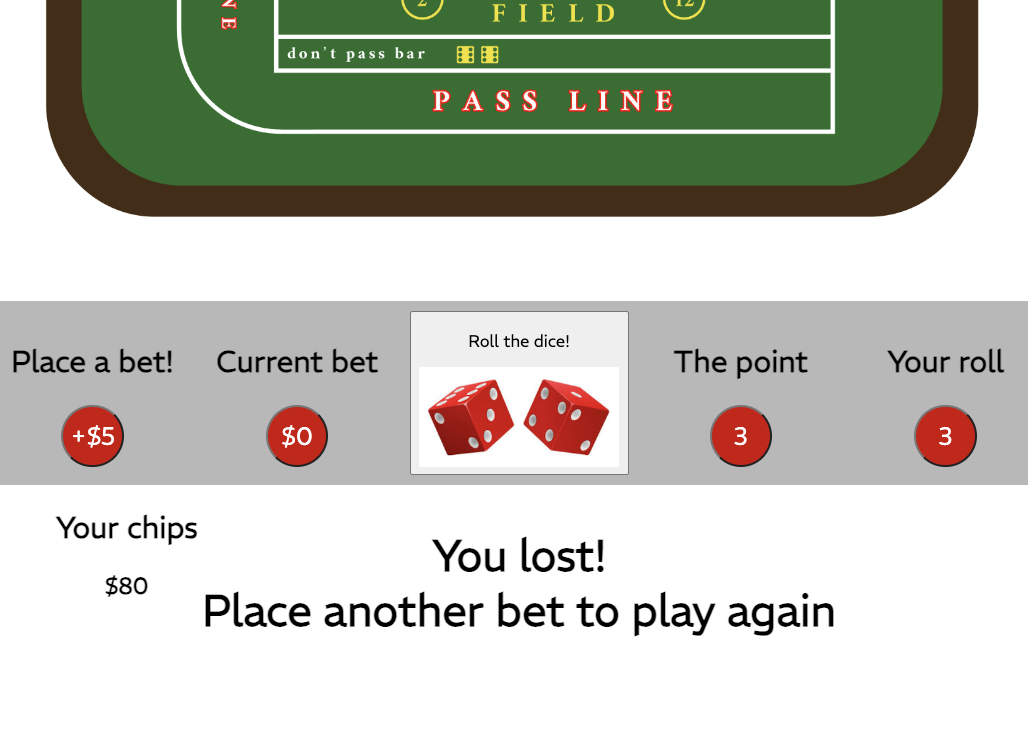 NE
2
FIELD
12
don't pass bar
PASS LINE
Place a bet!
Current bet
Roll the dice!
The point
Your roll
+$5
$0
3
3
Your chips
$80
You lost!
Place another bet to play again